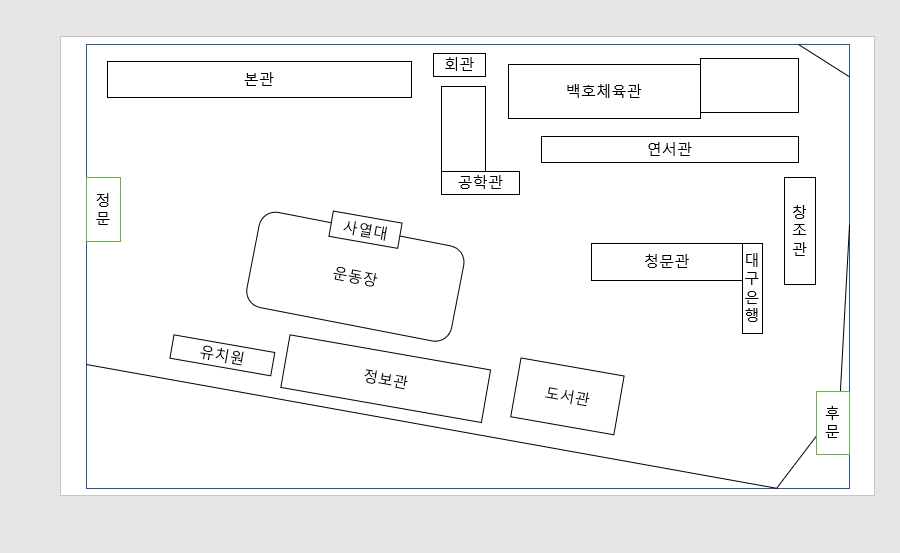 본관
회관
백호체육관
연서관
공학관
정
문
창
조
관
사열대
운동장
청문관
대
구
은
행
유치원
정보관
도서관
후
문